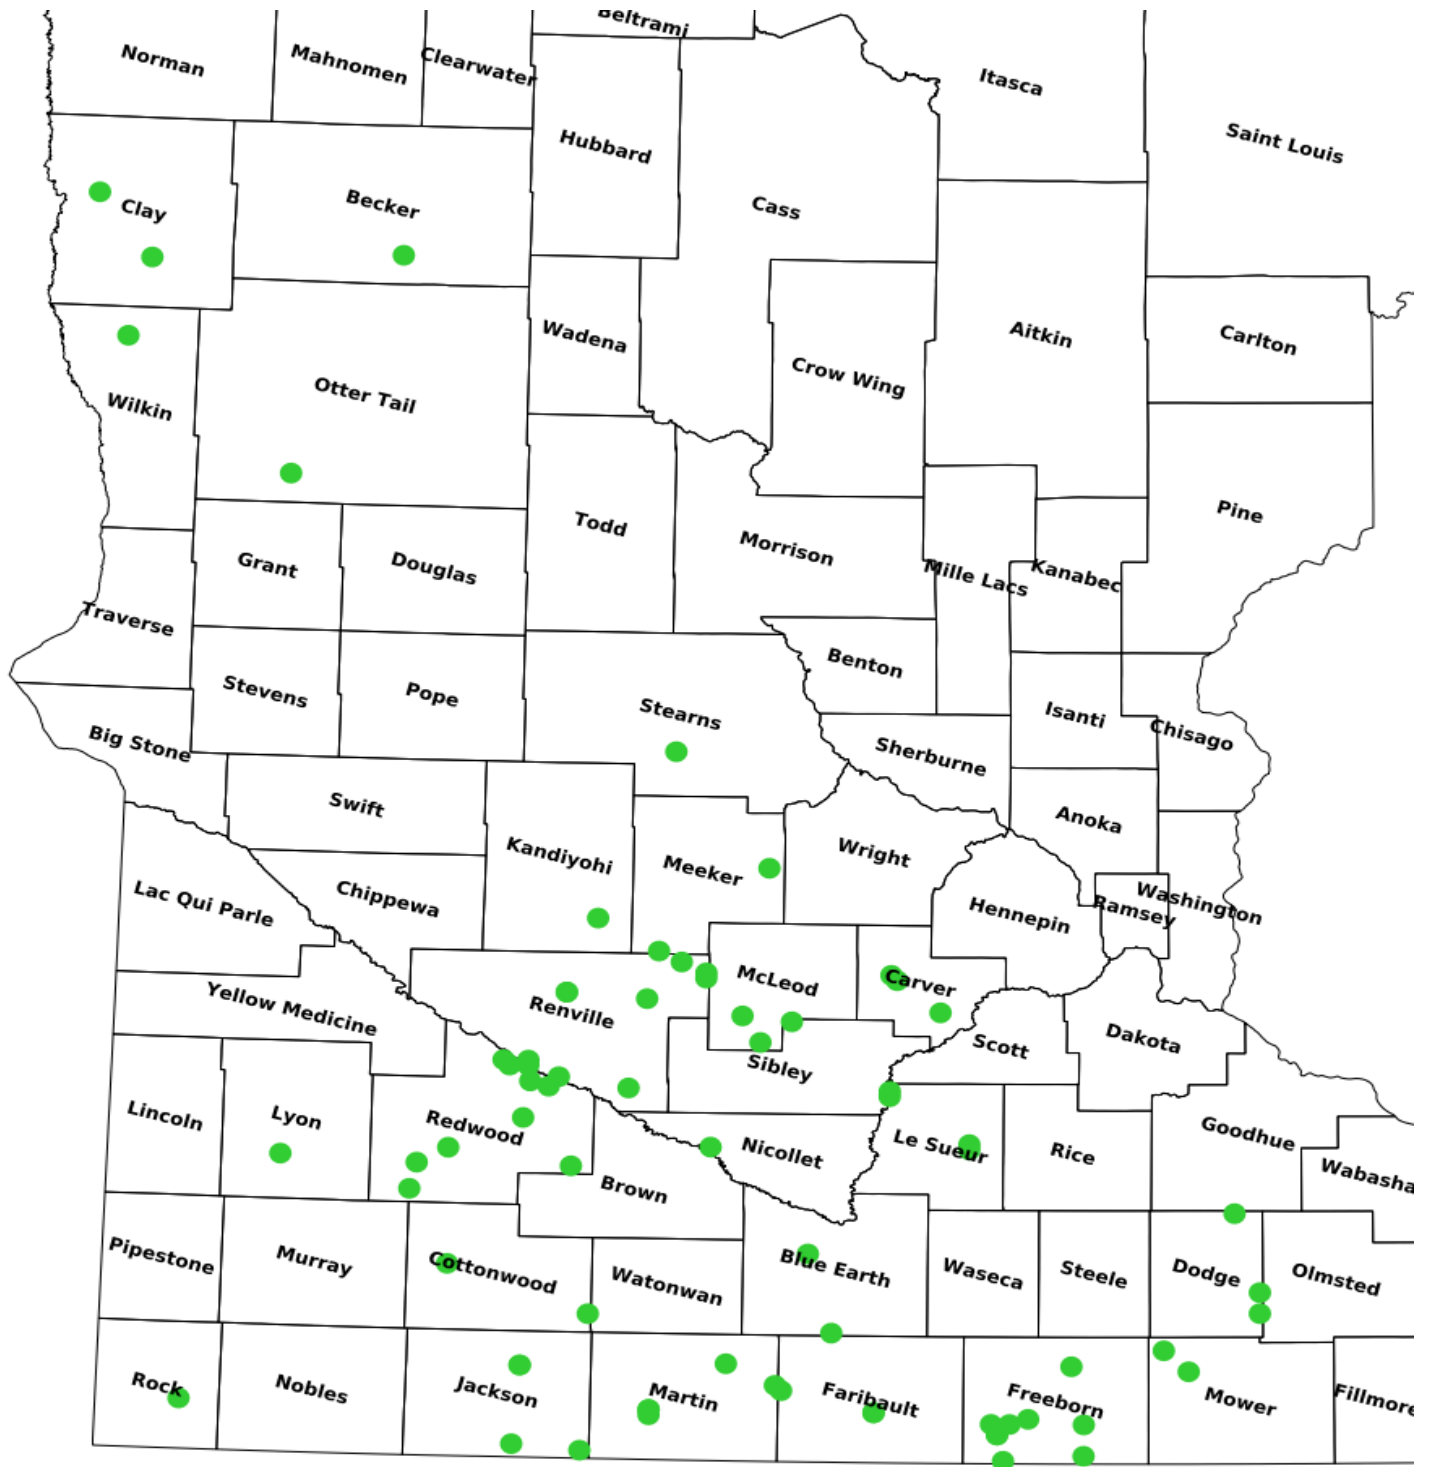 Beltrami
Norman
Mahnomen
Clearwater
Itasca
Hubbard
Saint Louis
Clay
Becker
Cass
Wadena
Aitkin
Carlton
Otter Tail
Crow Wing
Wilkin
Todd
Morrison
Pine
Grant
Douglas
Mille Lacs
Kanabec
Traverse
Benton
Stevens
Pope
Stearns
Isanti
Chisago
Big Stone
Sherburne
Swift
Anoka
Kandiyohi
Meeker
Wright
Lac Qui Parle
Chippewa
Hennepin
Ramsey
Washington
Yellow Medicine
Renville
McLeod
Carver
Scott
Dakota
Sibley
Lincoln
Lyon
Redwood
Nicollet
Le Sueur
Rice
Goodhue
Wabasha
Brown
Pipestone
Murray
Cottonwood
Watonwan
Blue Earth
Waseca
Steele
Dodge
Olmsted
Rock
Nobles
Jackson
Martin
Faribault
Freeborn
Mower
Fillmore